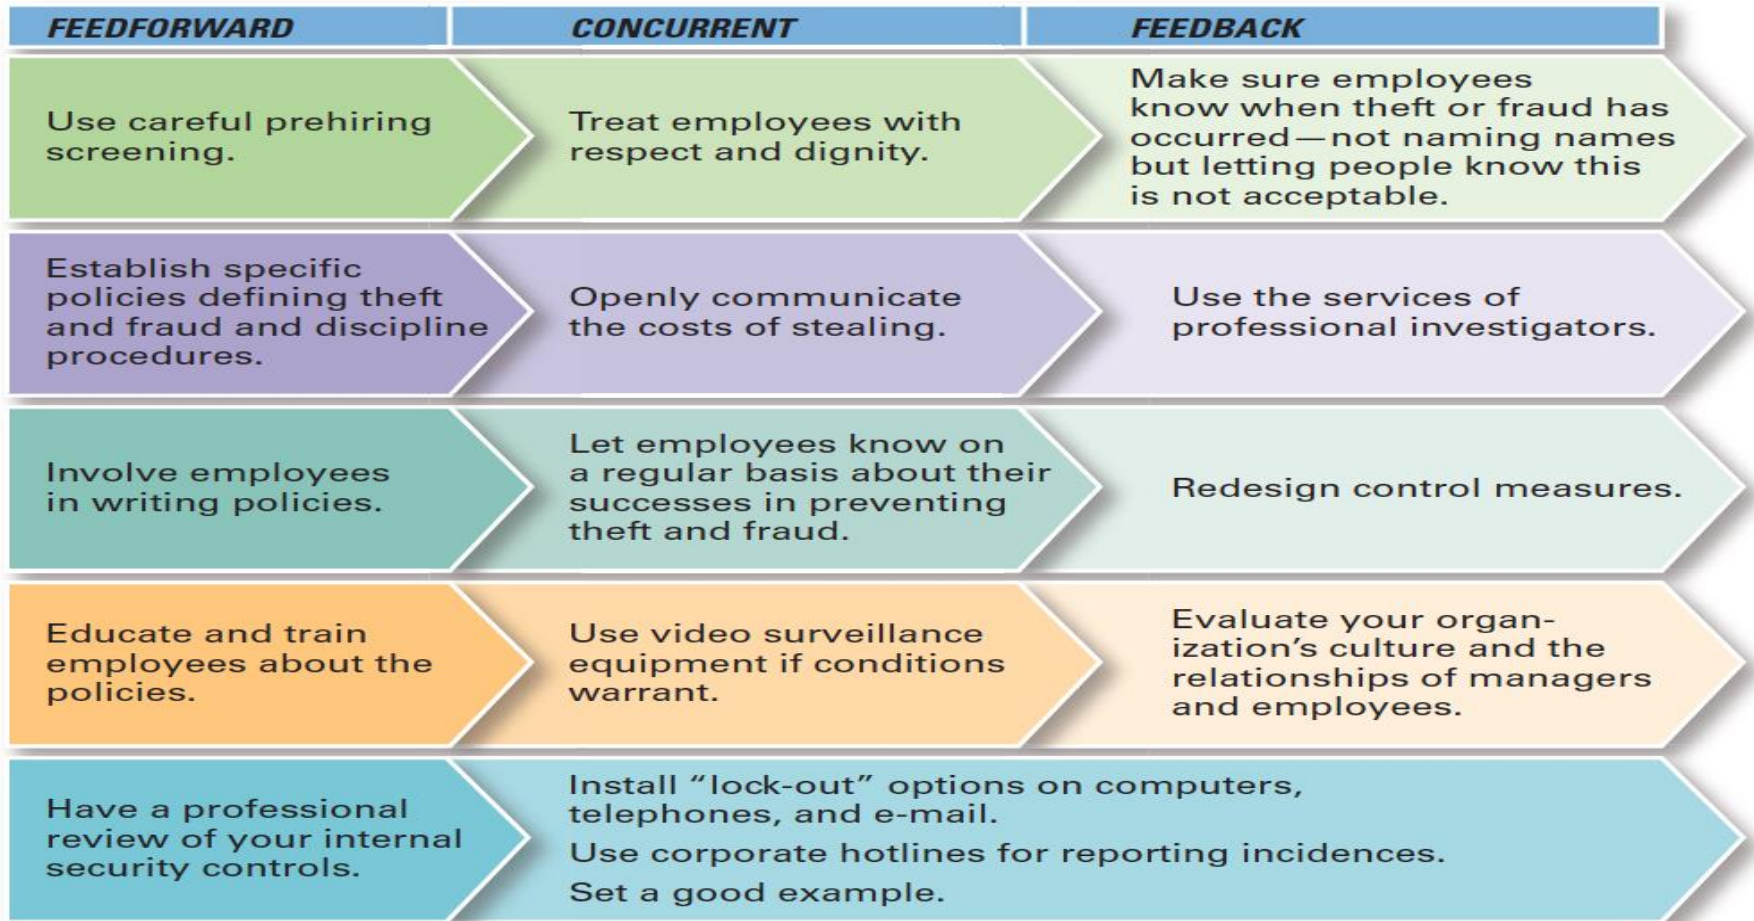 FEEDFORWARD
CONCURRENT
FEEDBACK
Use careful prehiring
screening.
Treat employees with
respect and dignity.
Make sure employees
know when theft or fraud has
occurred—not naming names
but letting people know this
is not acceptable.
Establish specific
policies defining theft
and fraud and discipline
procedures.
Openly communicate
the costs of stealing.
Use the services of
professional investigators.
Involve employees
in writing policies.
Let employees know on
a regular basis about their
successes in preventing
theft and fraud.
Redesign control measures.
Educate and train
employees about the
policies.
Use video surveillance
equipment if conditions
warrant.
Evaluate your organ-
ization's culture and the
relationships of managers
and employees.
Have a professional
review of your internal
security controls.
Install “lock-out” options on computers,
telephones, and e-mail.
Use corporate hotlines for reporting incidences.
Set a good example.